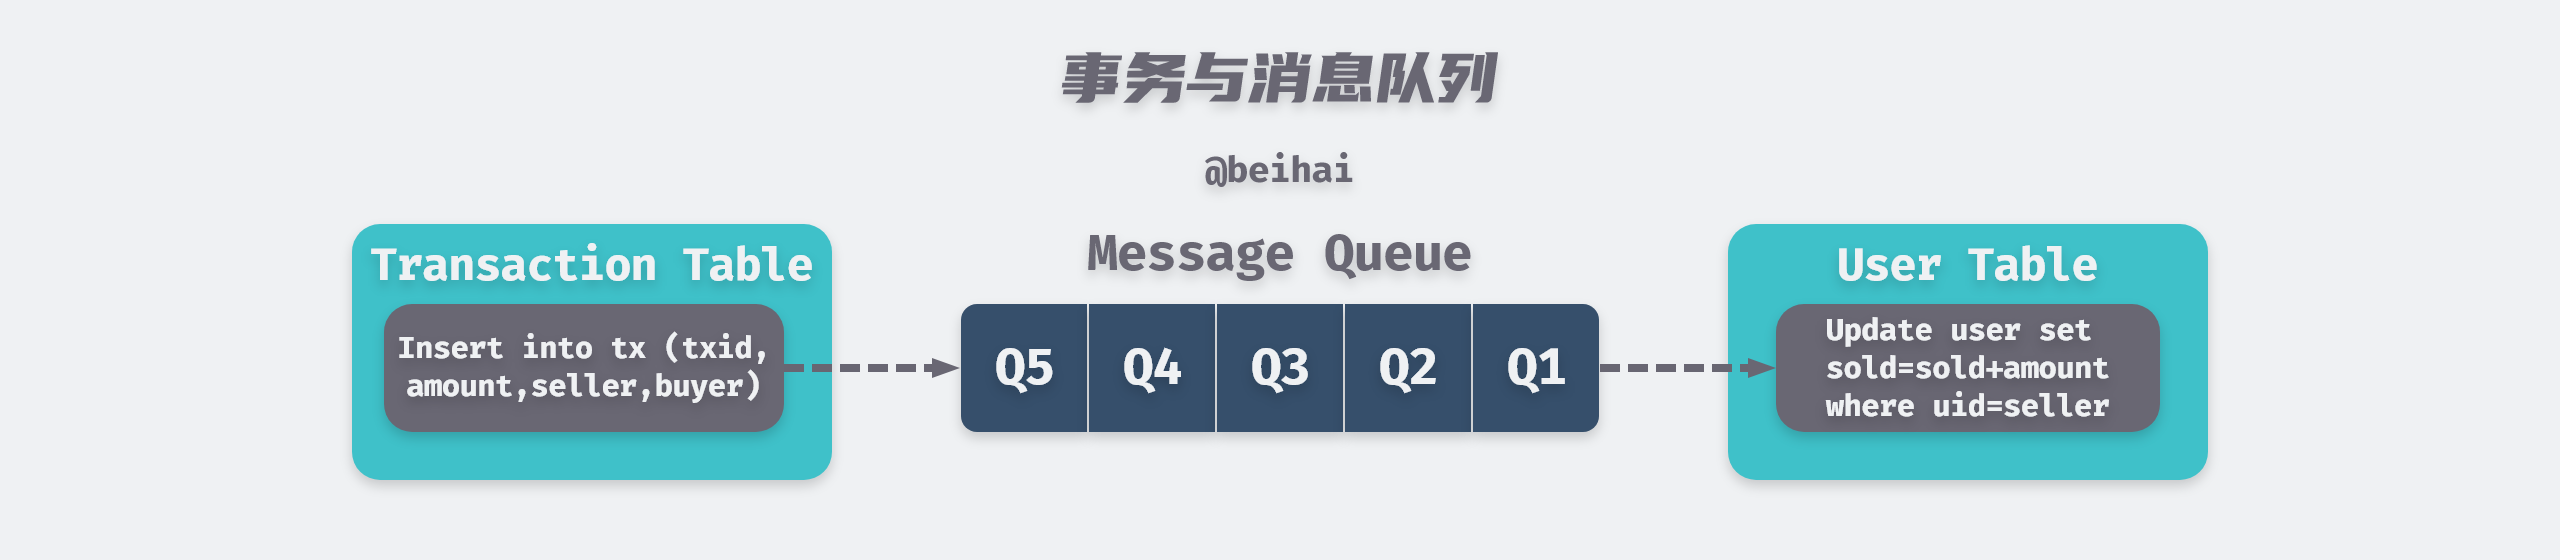 事务与消息队列
@beihai
Message Queue
Transaction Table
Insert into tx (txid,
amount,seller,buyer)
Q5
Q4
Q3
Q2
Q1
User Table
Update user set
sold=sold+amount
where uid=seller